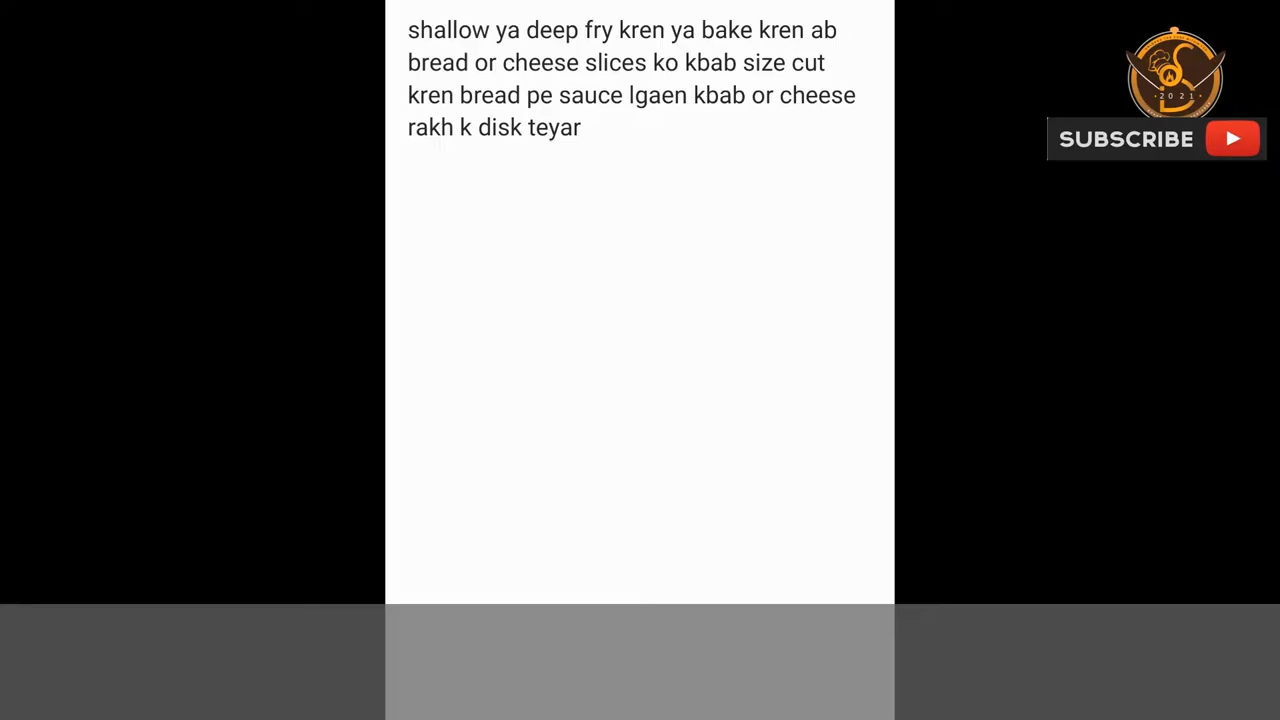 shallow ya deep fry kren ya bake kren ab
bread or cheese slices ko kbab size cut
kren bread pe sauce lgaen kbab or cheese
rakh k disk teyar
2021
SUBSCRIBE